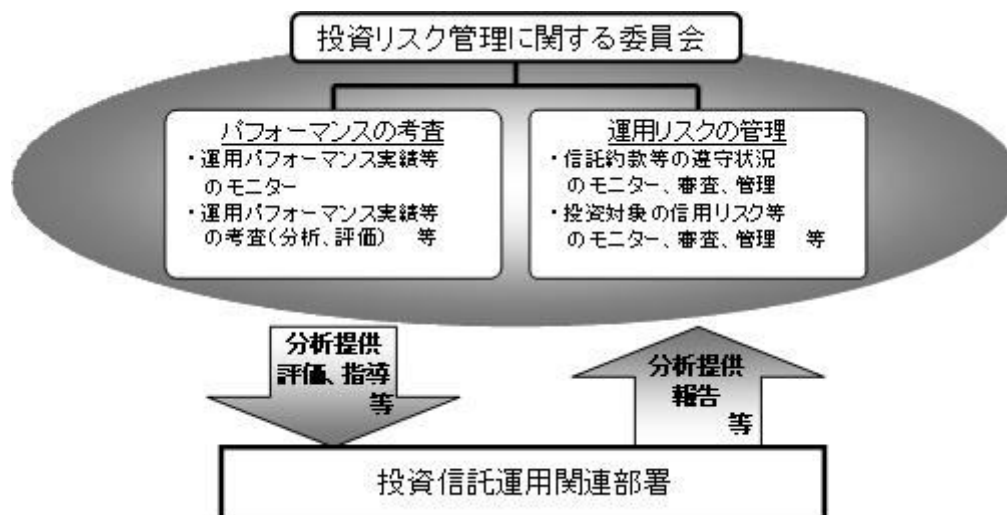 投資リスク管理に関する委員会
パフォーマンスの考査
・運用パフォーマンス実績等
のモニター
・運用パフォーマンス実績等
の考査(分析、評価) 等
運用リスクの管理
・信託約款等の遵守状況
のモニター、審査、管理
・投資対象の信用リスク等
のモニター、審査、管理 等
分析提供
評価、指導
等
分析提供
報告
等
投資信託運用関連部署